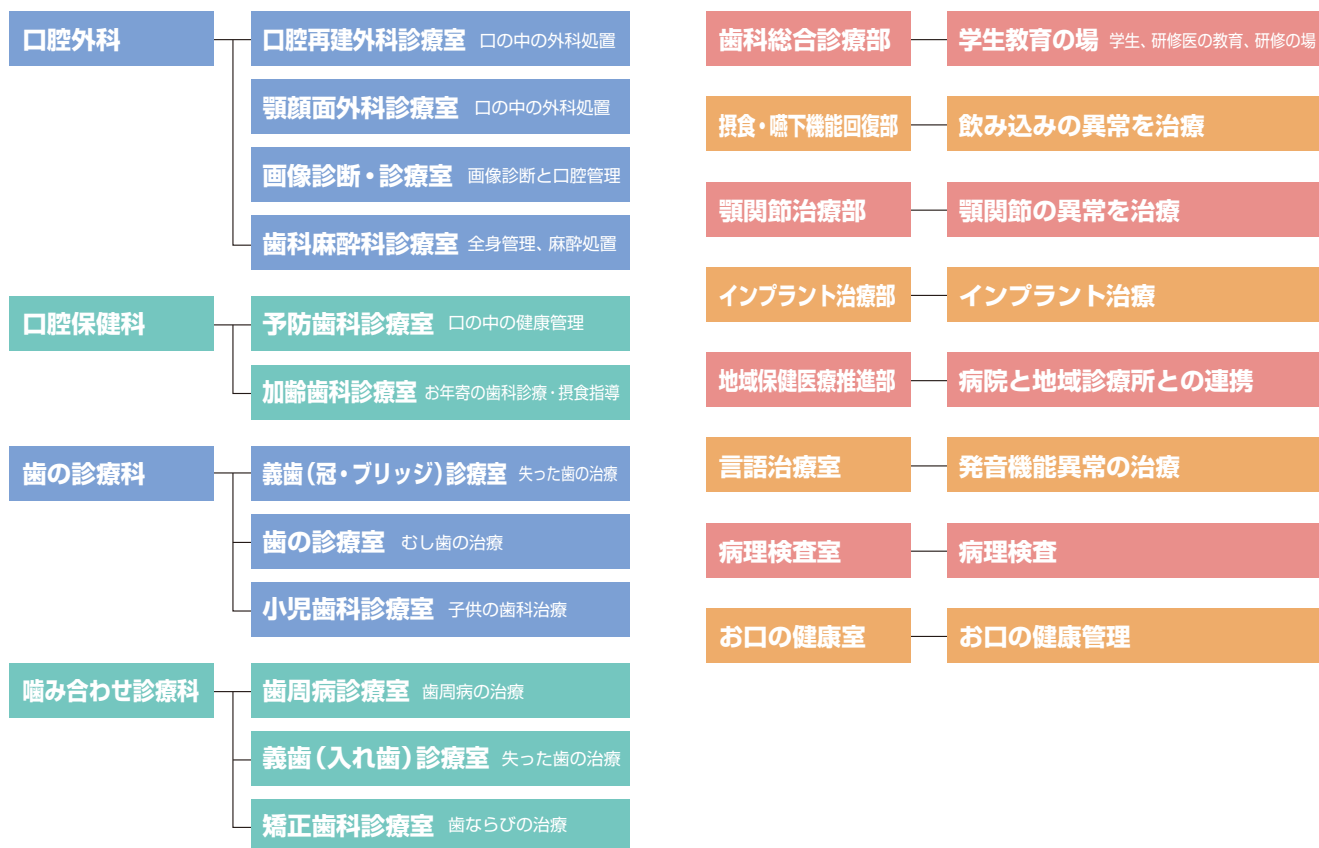 口腔外科
口腔再建外科診療室 口の中の外科処置
顎顔面外科診療室 口の中の外科処置
画像診断・診療室 画像診断と口腔管理
歯科麻酔科診療室 全身管理、麻酔処置
口腔保健科
予防歯科診療室 口の中の健康管理
加齢歯科診療室 お年寄の歯科診療・摂食指導
歯の診療科
義歯(冠・ブリッジ)診療室 失った歯の治療
歯の診療室 むし歯の治療
小児歯科診療室 子供の歯科治療
噛み合わせ診療科
歯周病診療室 歯周病の治療
義歯(入れ歯)診療室 失った歯の治療
矯正歯科診療室 歯ならびの治療
歯科総合診療部
学生教育の場 学生、研修医の教育、研修の場
摂食・嚥下機能回復部
飲み込みの異常を治療
顎関節治療部
顎関節の異常を治療
インプラント治療部
インプラント治療
地域保健医療推進部
病院と地域診療所との連携
言語治療室
発音機能異常の治療
病理検査室
病理検査
お口の健康室
お口の健康管理